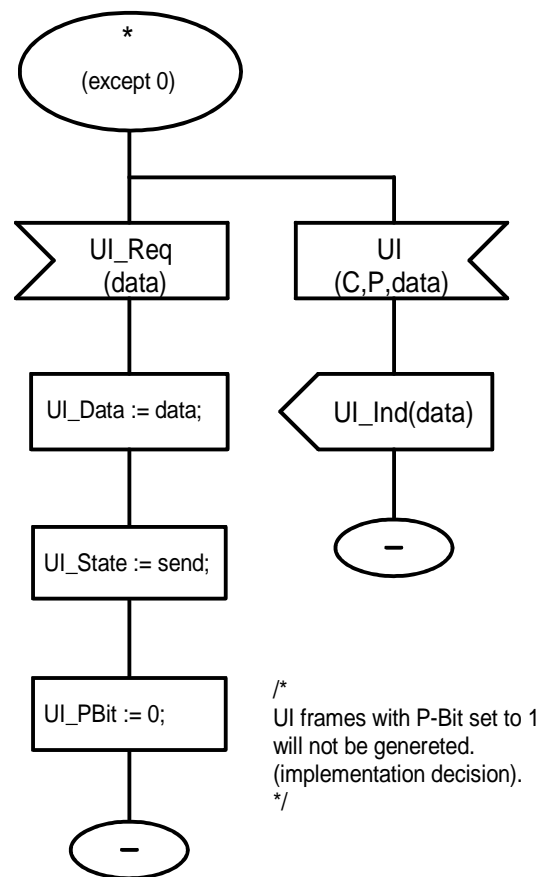 *
(except 0)
UI_Req
(data)
UI
(C,P,data)
UI_Data := data;
UI_Ind(data)
–
UI_State := send;
UI_PBit := 0;
/*
UI frames with P-Bit set to 1
will not be genereted.
(implementation decision).
*/
–